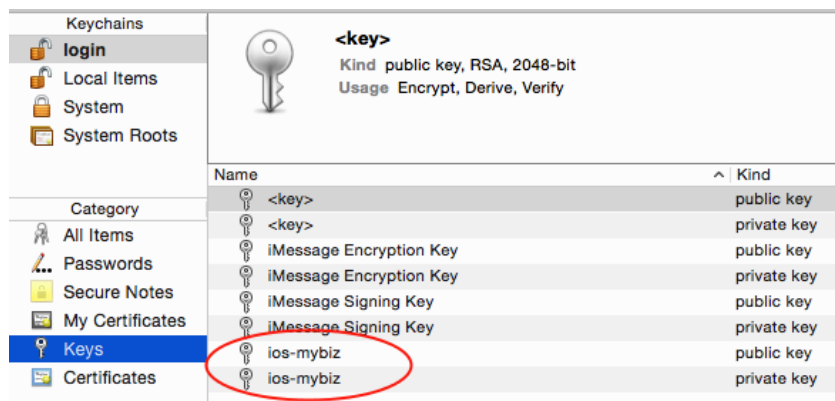 Keychains
login
Local Items
System
System Roots
Category
All Items
Passwords
Secure Notes
My Certificates
Keys
Certificates
<key>
Kind public key, RSA, 2048-bit
Usage Encrypt, Derive, Verify
Name Kind
<key> public key
<key> private key
iMessage Encryption Key public key
iMessage Encryption Key private key
iMessage Signing Key public key
iMessage Signing Key private key
ios-mybiz public key
ios-mybiz private key